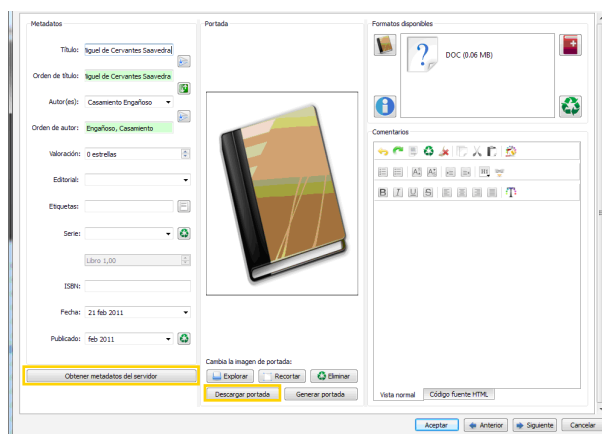 Metadatos
Título: liguel de Cervantes Saavedra
Orden de título: liguel de Cervantes Saavedra
Autor(es): Casamiento Engañoso
Orden de autor: Engañoso, Casamiento
Valoración: 0 estrellas
Editorial:
Etiquetas:
Serie:
Libro 1,00
ISBN:
Fecha: 21 feb 2011
Publicado: feb 2011
Obtener metadatos del servidor
Portada
Cambia la imagen de portada:
Explorar Recortar Eliminar
Descargar portada Generar portada
Formatos disponibles
DOC (0.06 MB)
Comentarios
B I U S
Vista normal Código fuente HTML
Aceptar Anterior Siguiente Cancelar